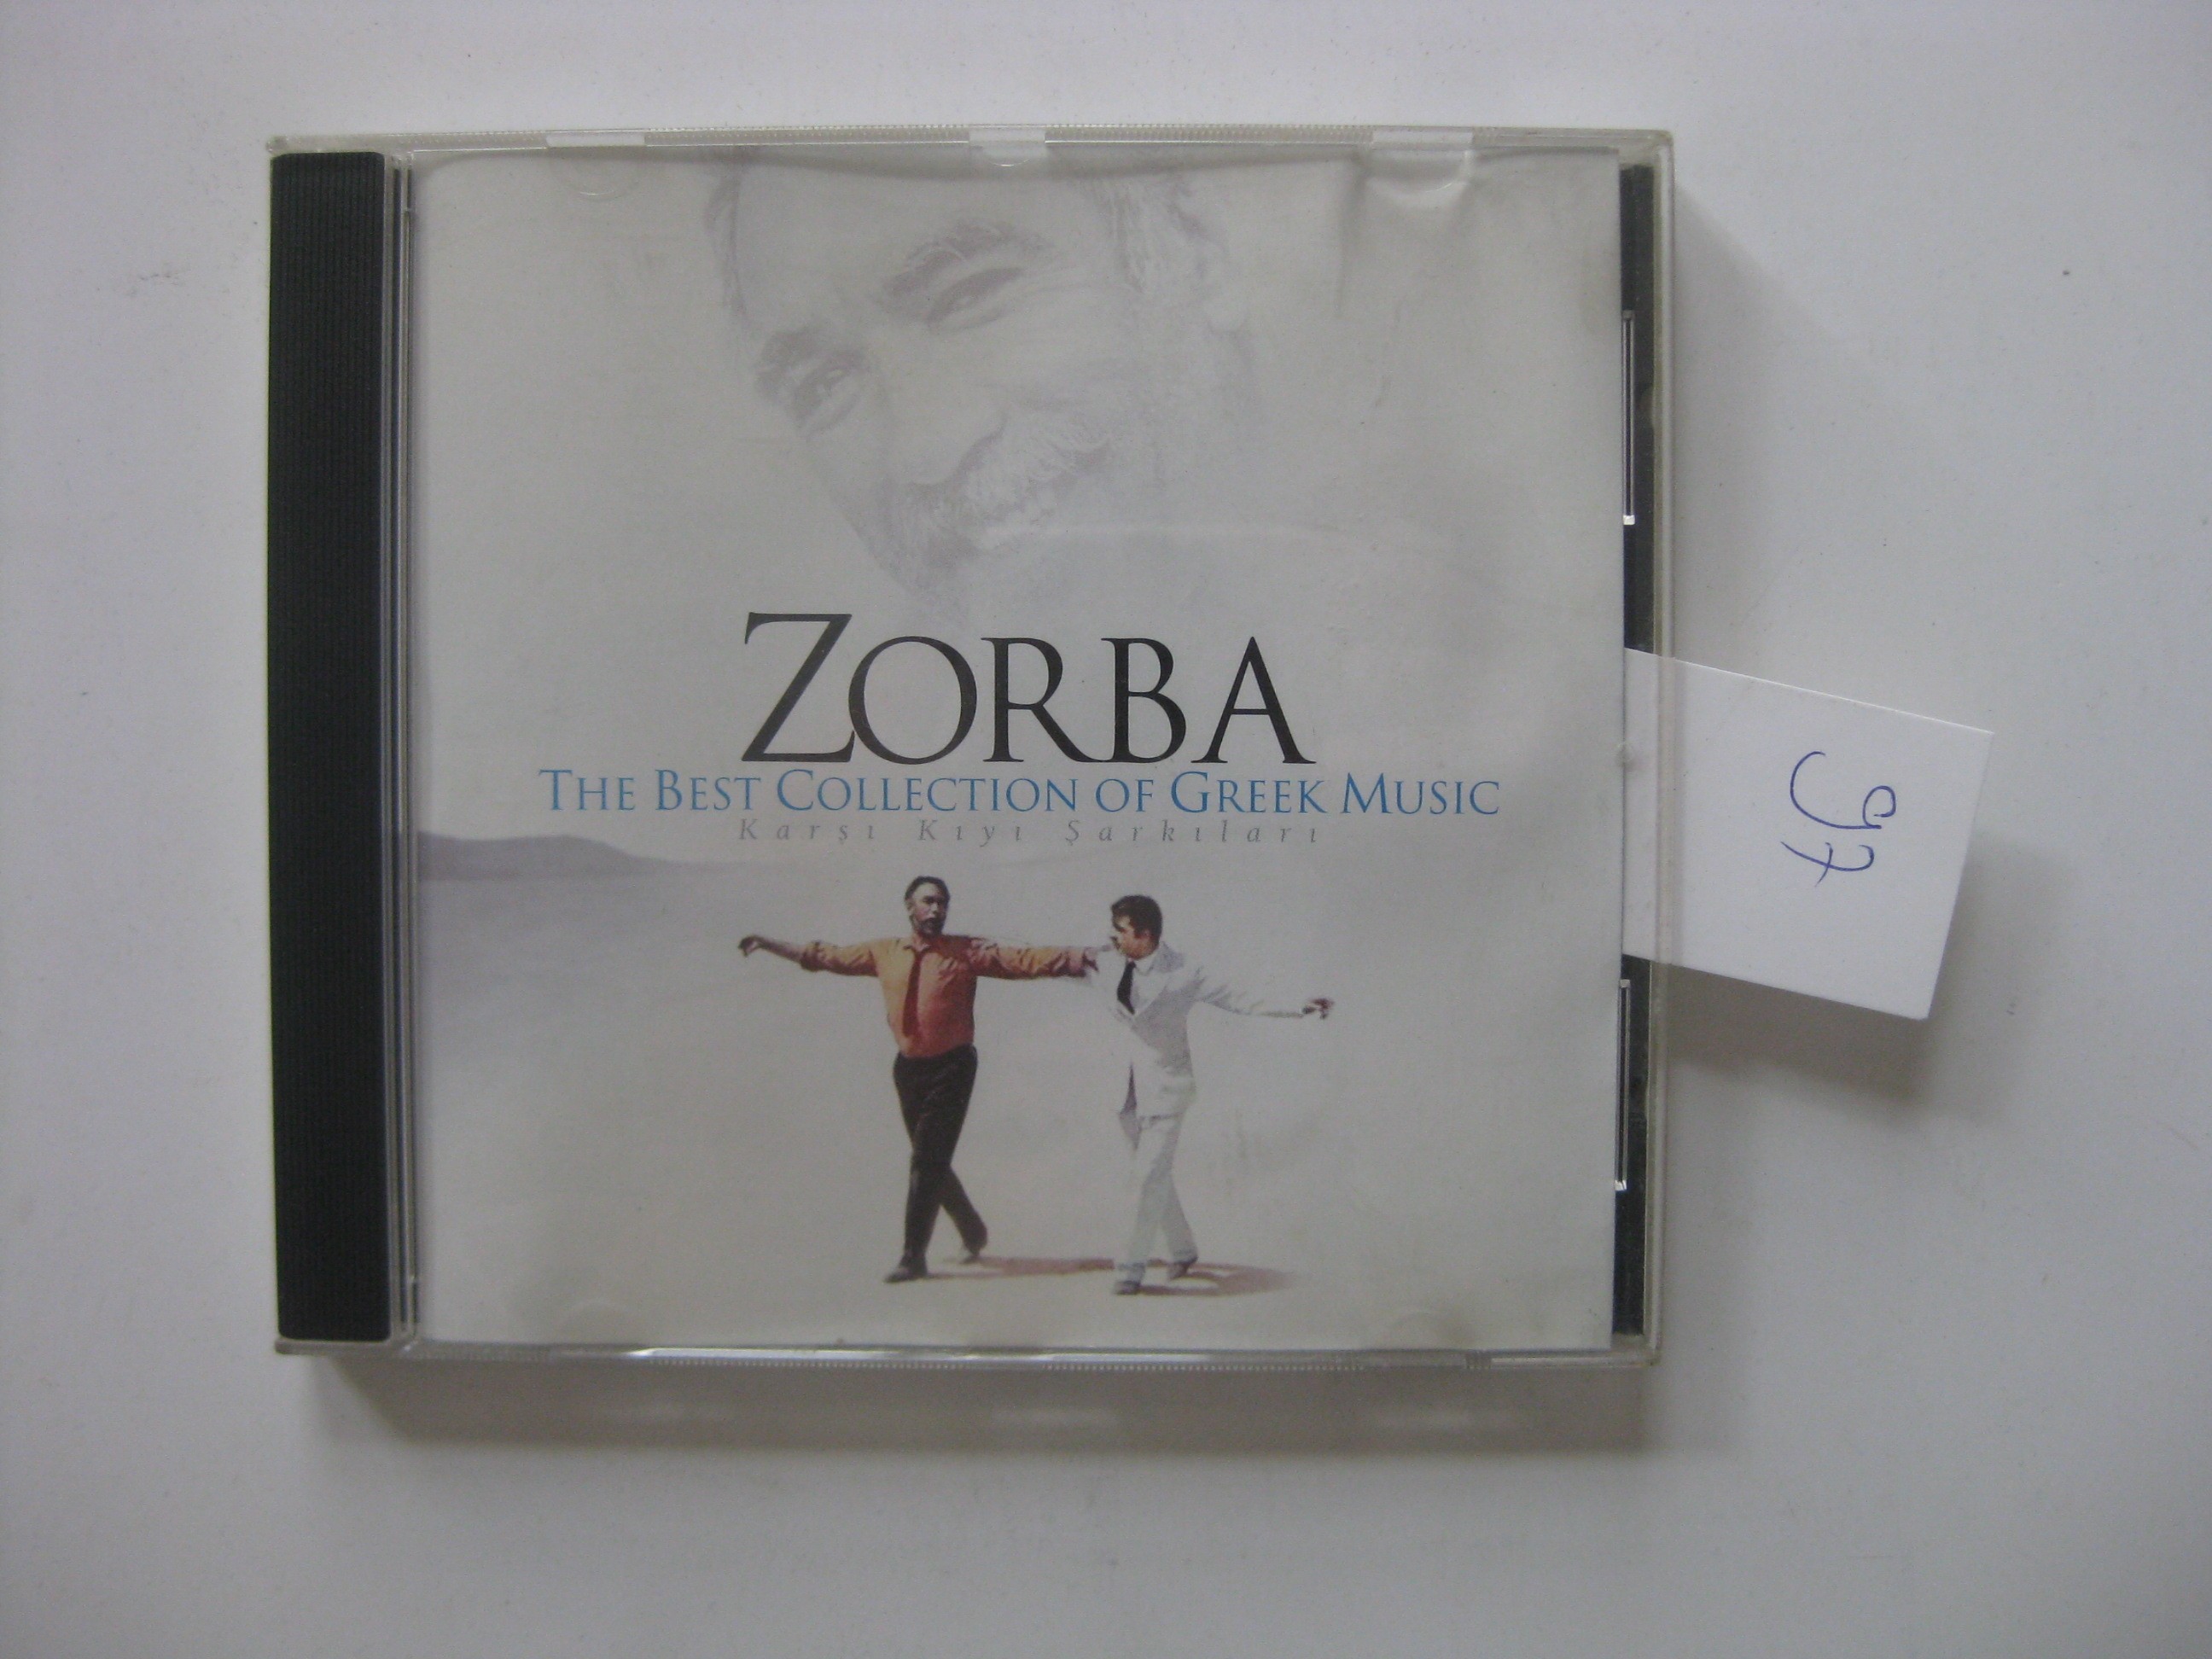 ZORBA
THE BEST COLLECTION OF GREEK MUSIC
Karşı Kıyı Şarkıları
97